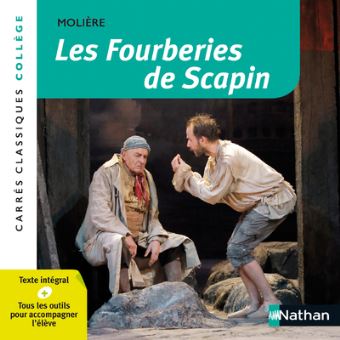 MOLIÈRE
Les Fourberies
de Scapin
CARRÉS CLASSIQUES COLLÈGE
Texte intégral
+
Tous les outils
pour accompagner
l'élève
Nathan